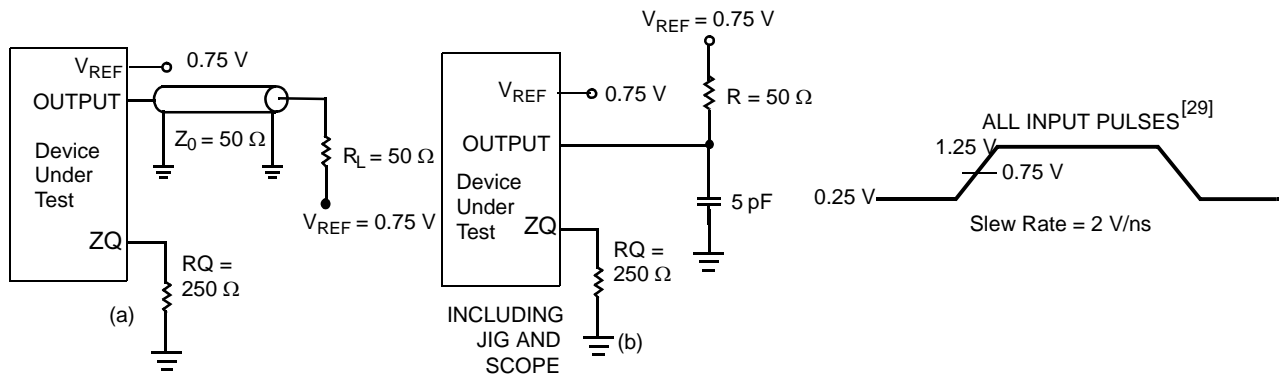 V_REF 0.75 V
OUTPUT
Z_0 = 50 Ω
Device
Under
Test
R_L = 50 Ω
V_REF = 0.75 V
ZQ
RQ =
250 Ω
(a)
V_REF = 0.75 V
V_REF 0.75 V
R = 50 Ω
OUTPUT
Device
Under
Test
5 pF
ZQ
RQ =
250 Ω
INCLUDING
JIG AND
SCOPE
(b)
ALL INPUT PULSES[29]
1.25 V
0.75 V
0.25 V
Slew Rate = 2 V/ns